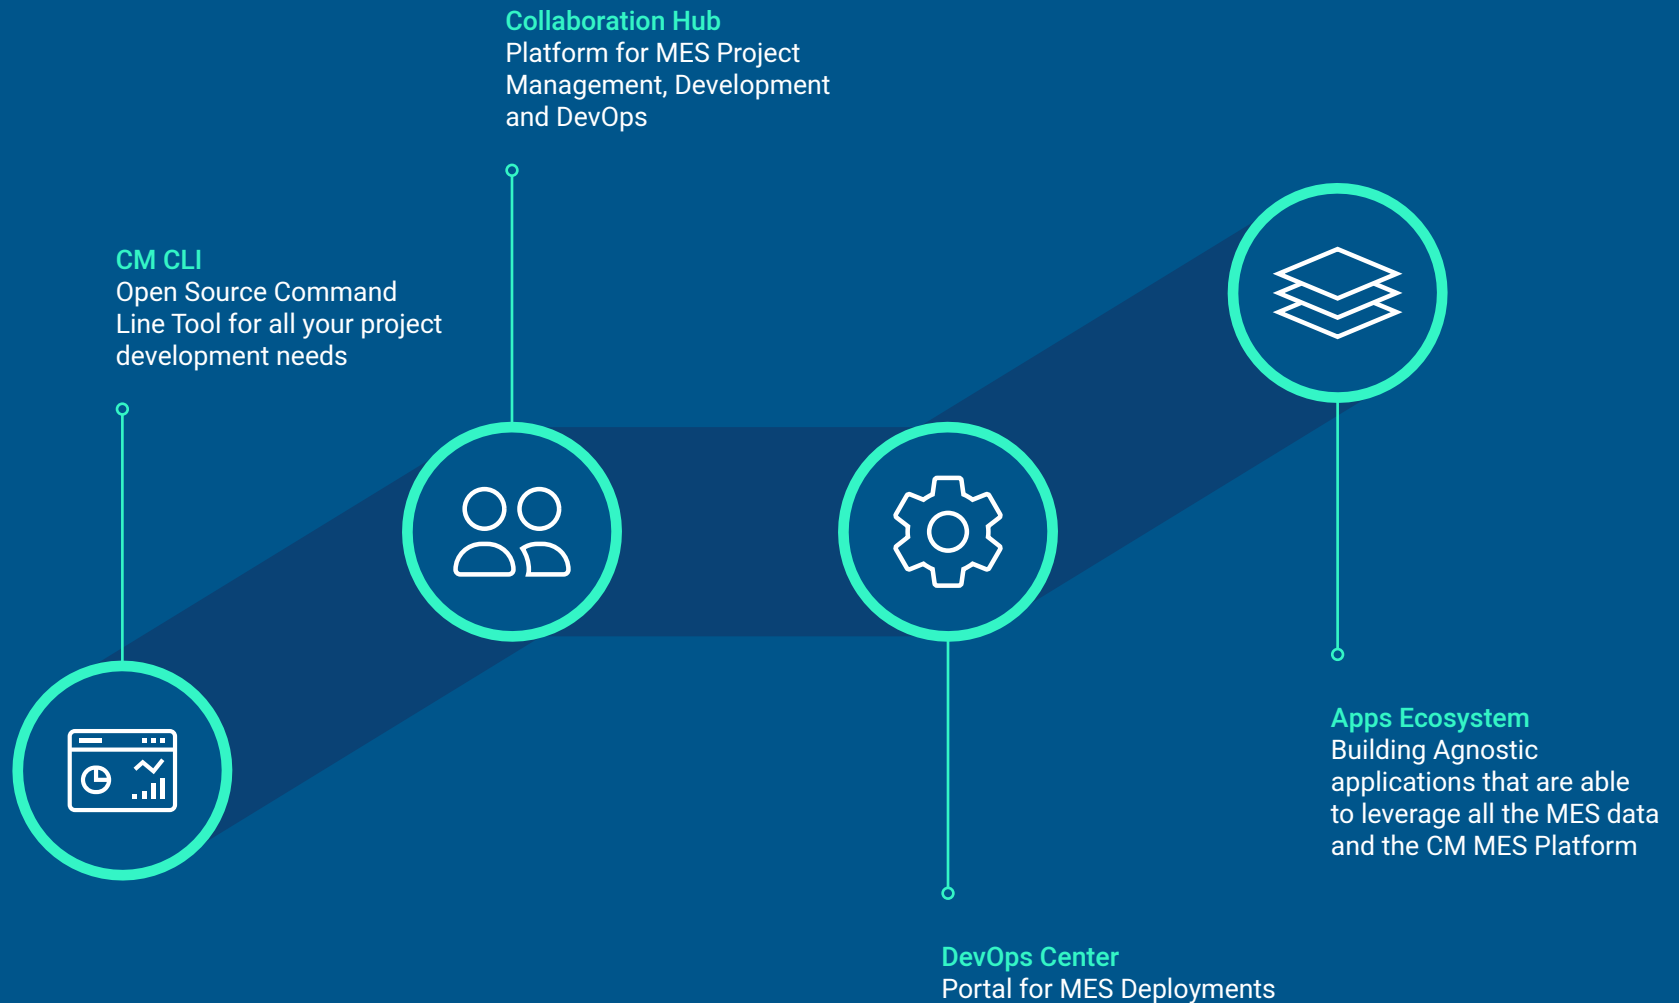 Collaboration Hub
Platform for MES Project
Management, Development
and DevOps
CM CLI
Open Source Command
Line Tool for all your project
development needs
Apps Ecosystem
Building Agnostic
applications that are able
to leverage all the MES data
and the CM MES Platform
DevOps Center
Portal for MES Deployments